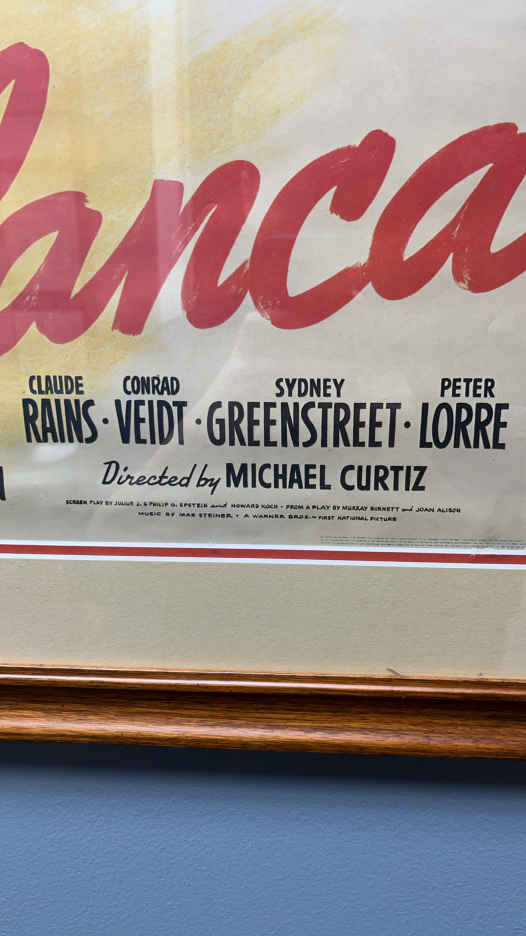 lanca
CLAUDE CONRAD SYDNEY PETER
RAINS · VEIDT · GREENSTREET · LORRE
Directed by MICHAEL CURTIZ
SCREEN PLAY BY JULIUS J. & PHILIP G. EPSTEIN and HOWARD KOCH · FROM A PLAY BY MURRAY BURNETT and JOAN ALISON
MUSIC BY MAX STEINER · A WARNER BROS.–FIRST NATIONAL PICTURE